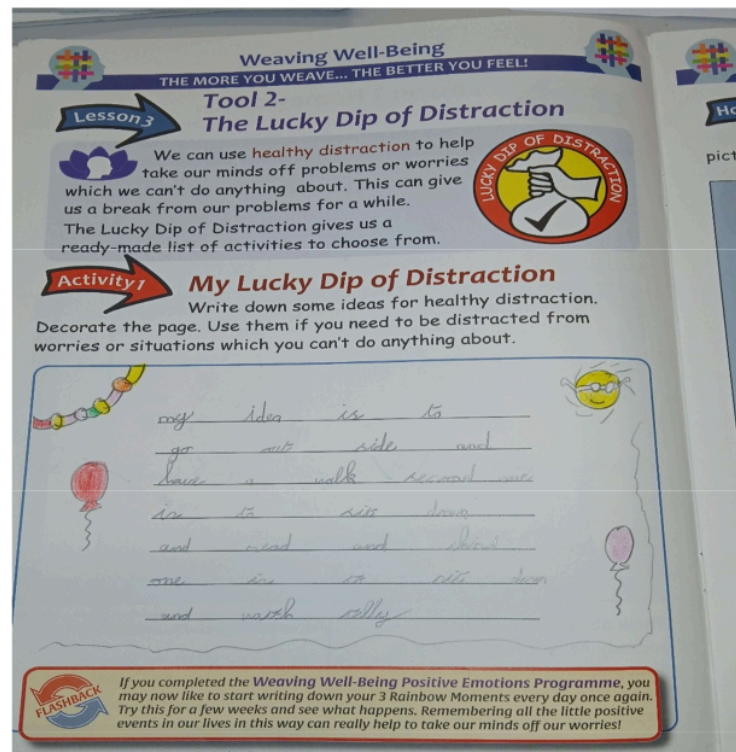 Weaving Well-Being
THE MORE YOU WEAVE... THE BETTER YOU FEEL!
Lesson 3
Tool 2-
The Lucky Dip of Distraction
We can use healthy distraction to help
take our minds off problems or worries
which we can't do anything about. This can give
us a break from our problems for a while.
The Lucky Dip of Distraction gives us a
ready-made list of activities to choose from.
LUCKY DIP OF DISTRACTION
Activity 1
My Lucky Dip of Distraction
Write down some ideas for healthy distraction.
Decorate the page. Use them if you need to be distracted from
worries or situations which you can't do anything about.
my idea is to
go out side and
have a walk second one
is to sit down
and read and
one is to sit down
and
FLASHBACK
If you completed the Weaving Well-Being Positive Emotions Programme, you
may now like to start writing down your 3 Rainbow Moments every day once again.
Try this for a few weeks and see what happens. Remembering all the little positive
events in our lives in this way can really help to take our minds off our worries!
Ho
pict